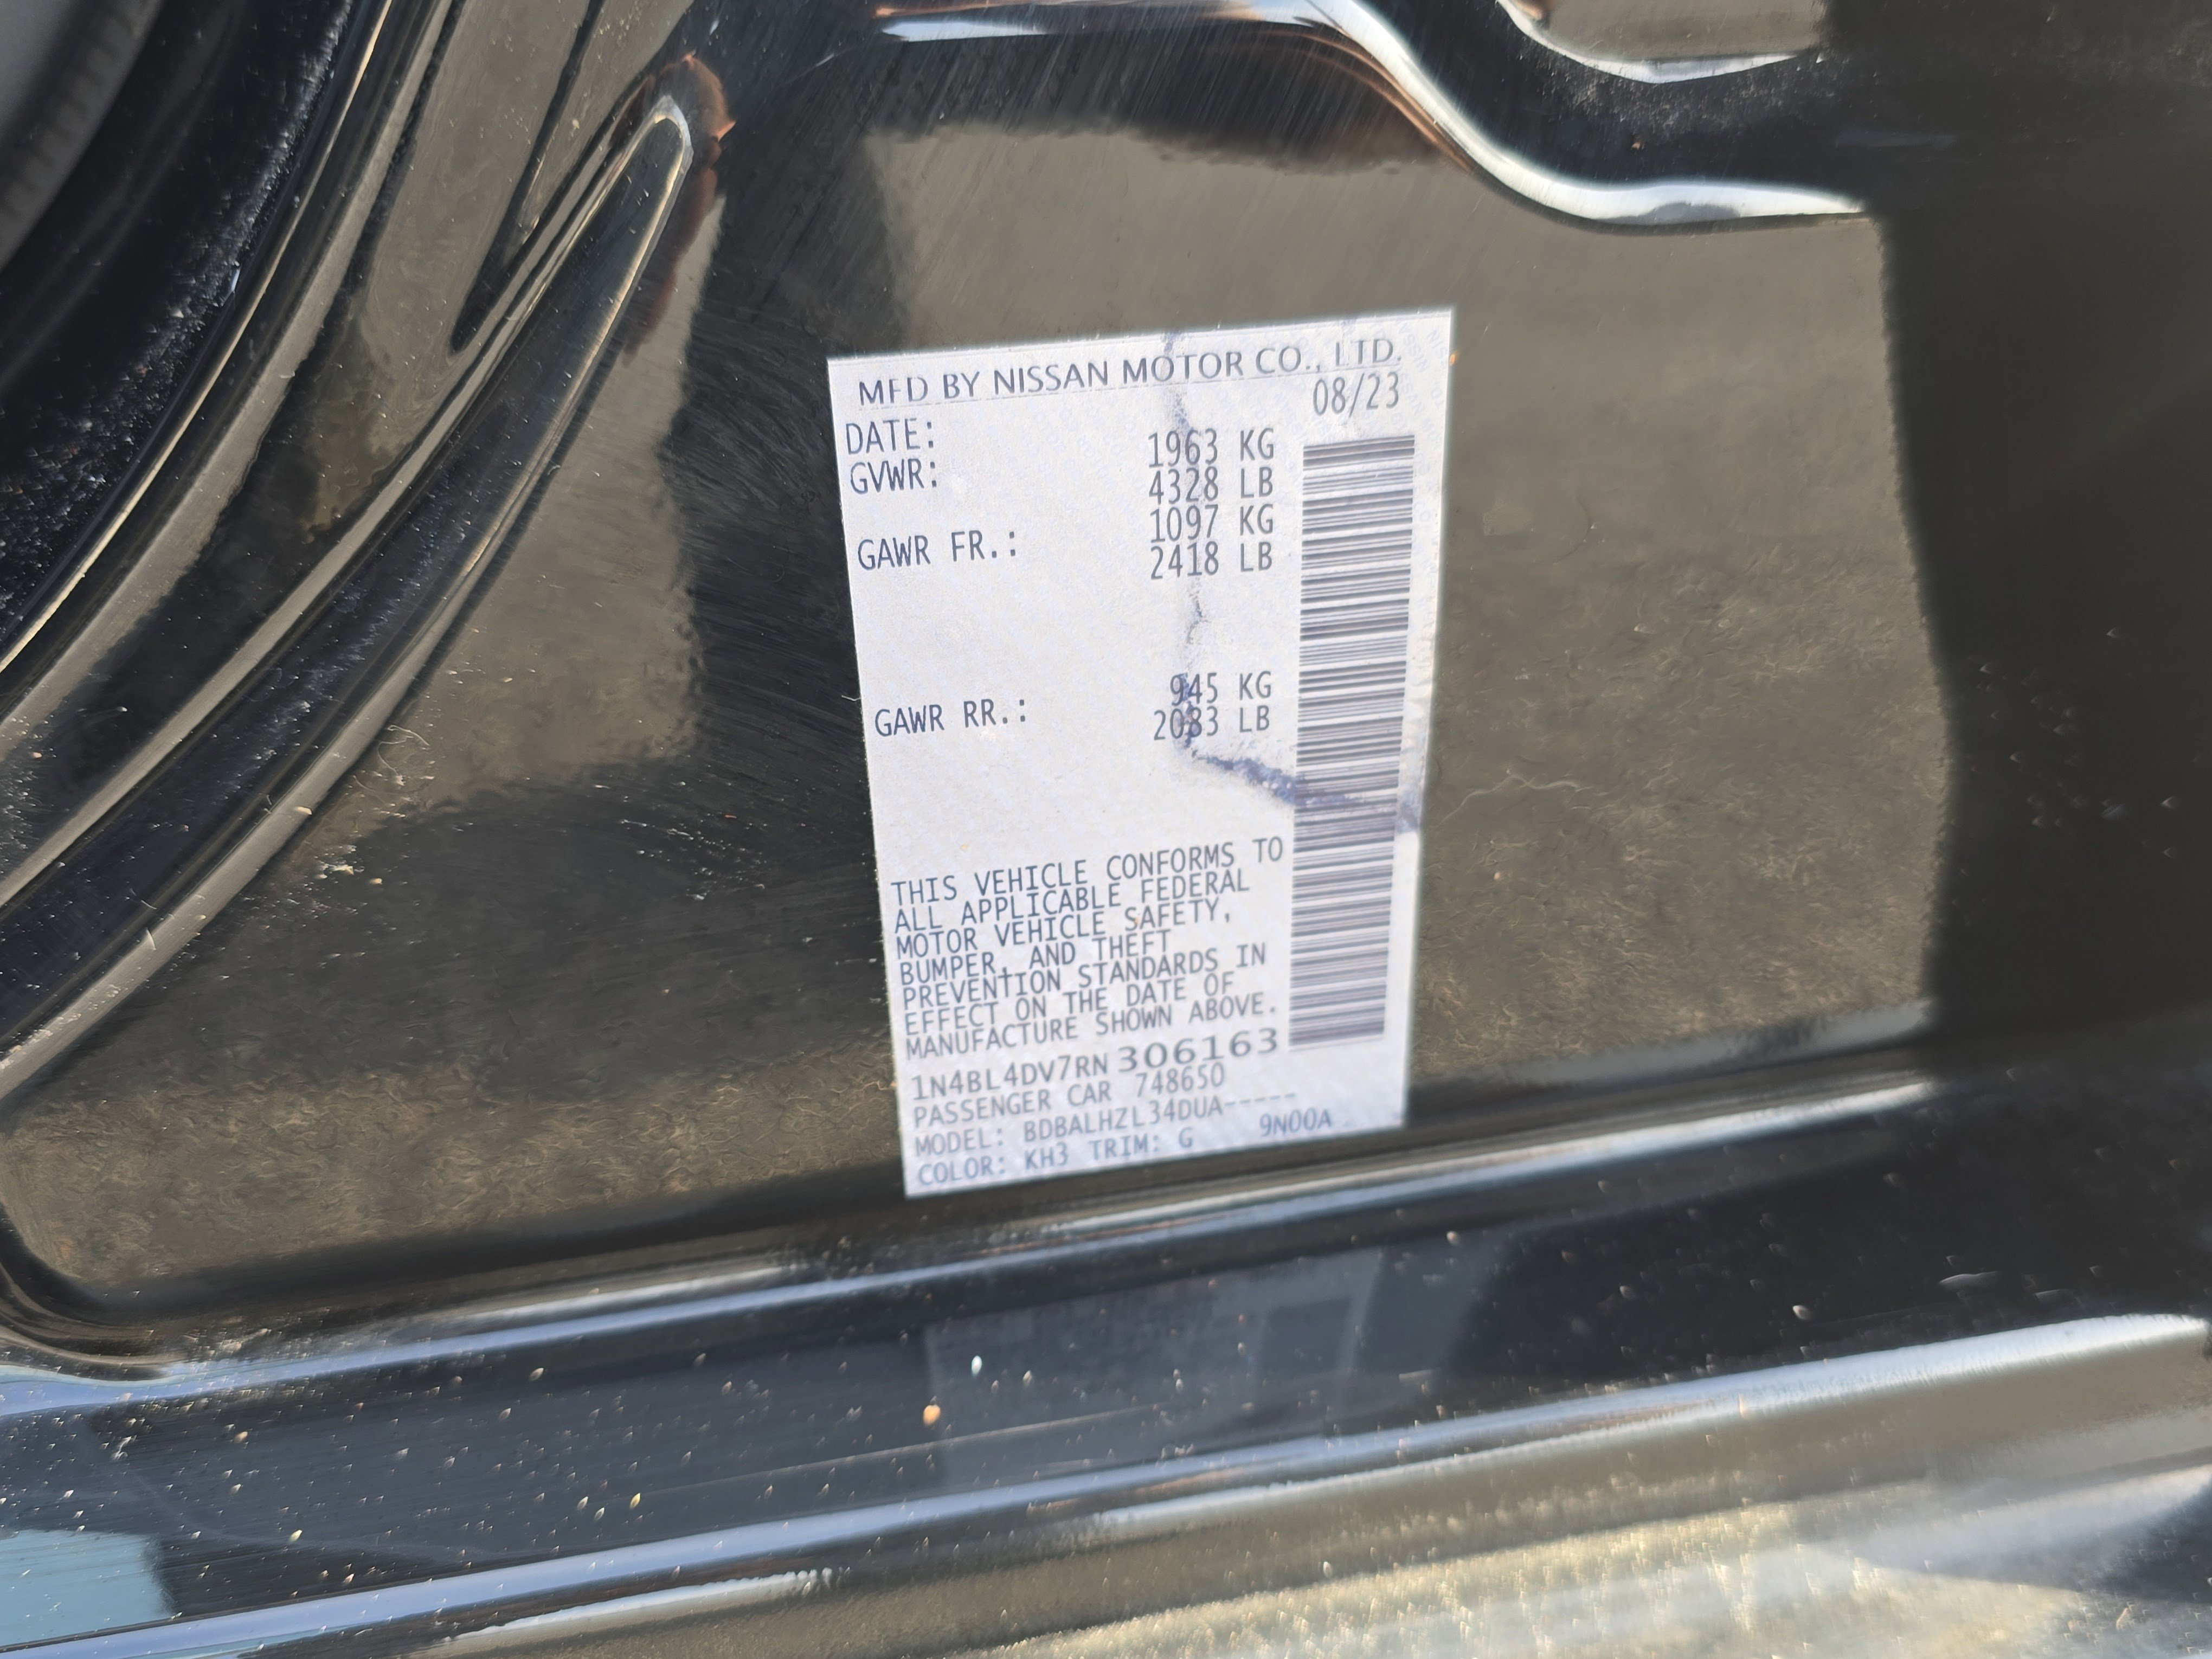 MFD BY NISSAN MOTOR CO., LTD.
DATE: 08/23
GVWR: 1963 KG
4328 LB
GAWR FR.: 1097 KG
2418 LB
GAWR RR.: 945 KG
2083 LB
THIS VEHICLE CONFORMS TO
ALL APPLICABLE FEDERAL
MOTOR VEHICLE SAFETY,
BUMPER, AND THEFT
PREVENTION STANDARDS IN
EFFECT ON THE DATE OF
MANUFACTURE SHOWN ABOVE.
1N4BL4DV7RN306163
PASSENGER CAR 748650
MODEL: BDBALHZL34DUA-----
COLOR: KH3 TRIM: G 9N00A